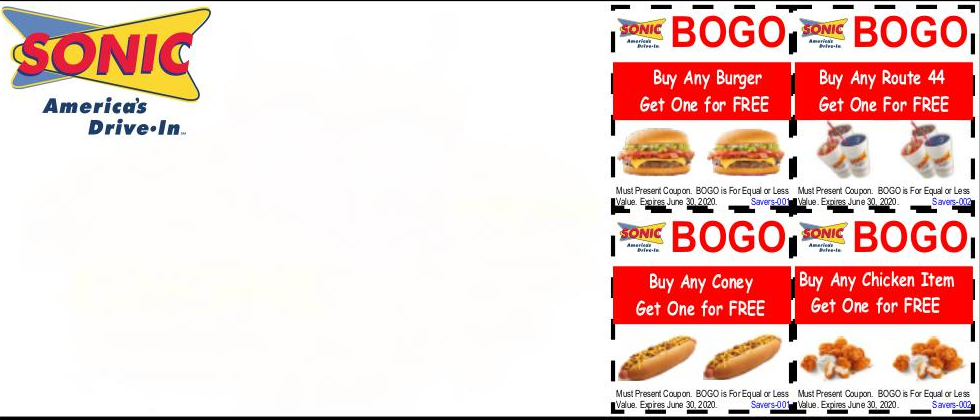 SONIC
America's
Drive-In
SONIC
America's
Drive-In
BOGO
Buy Any Burger
Get One for FREE
Must Present Coupon. BOGO is For Equal or Less
Value. Expires June 30, 2020. Savers-001
SONIC
America's
Drive-In
BOGO
Buy Any Route 44
Get One For FREE
Must Present Coupon. BOGO is For Equal or Less
Value. Expires June 30, 2020. Savers-002
SONIC
America's
Drive-In
BOGO
Buy Any Coney
Get One for FREE
Must Present Coupon. BOGO is For Equal or Less
Value. Expires June 30, 2020. Savers-001
SONIC
America's
Drive-In
BOGO
Buy Any Chicken Item
Get One for FREE
Must Present Coupon. BOGO is For Equal or Less
Value. Expires June 30, 2020. Savers-002